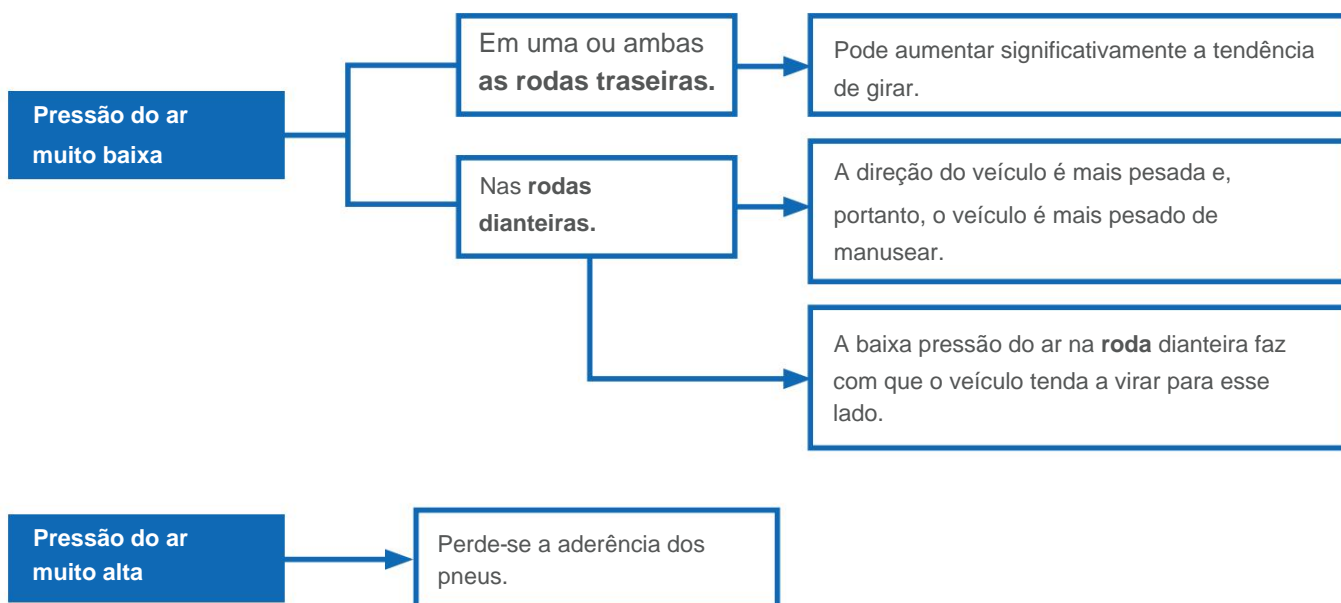 Pressão do ar
muito baixa
Em uma ou ambas
as rodas traseiras.
Pode aumentar significativamente a tendência
de girar.
Nas rodas
dianteiras.
A direção do veículo é mais pesada e,
portanto, o veículo é mais pesado de
manusear.
A baixa pressão do ar na roda dianteira faz
com que o veículo tenda a virar para esse
lado.
Pressão do ar
muito alta
Perde-se a aderência dos
pneus.